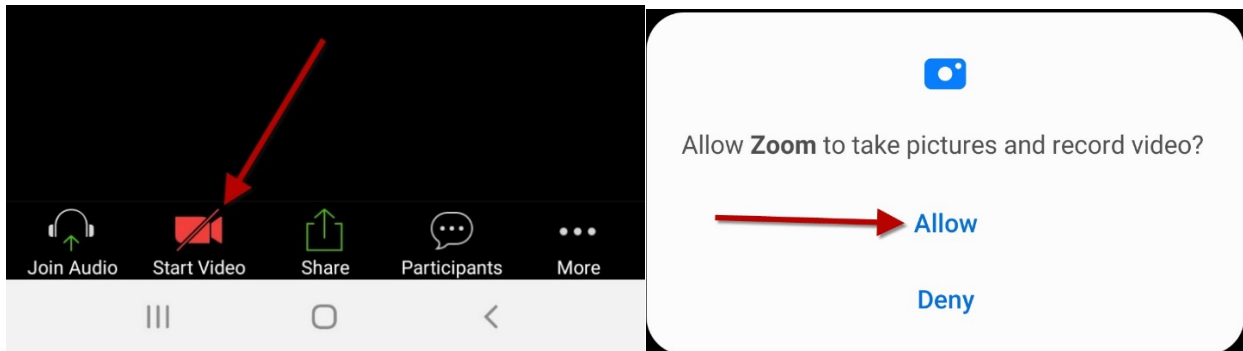 Join Audio Start Video Share Participants More
Allow Zoom to take pictures and record video?
Allow
Deny